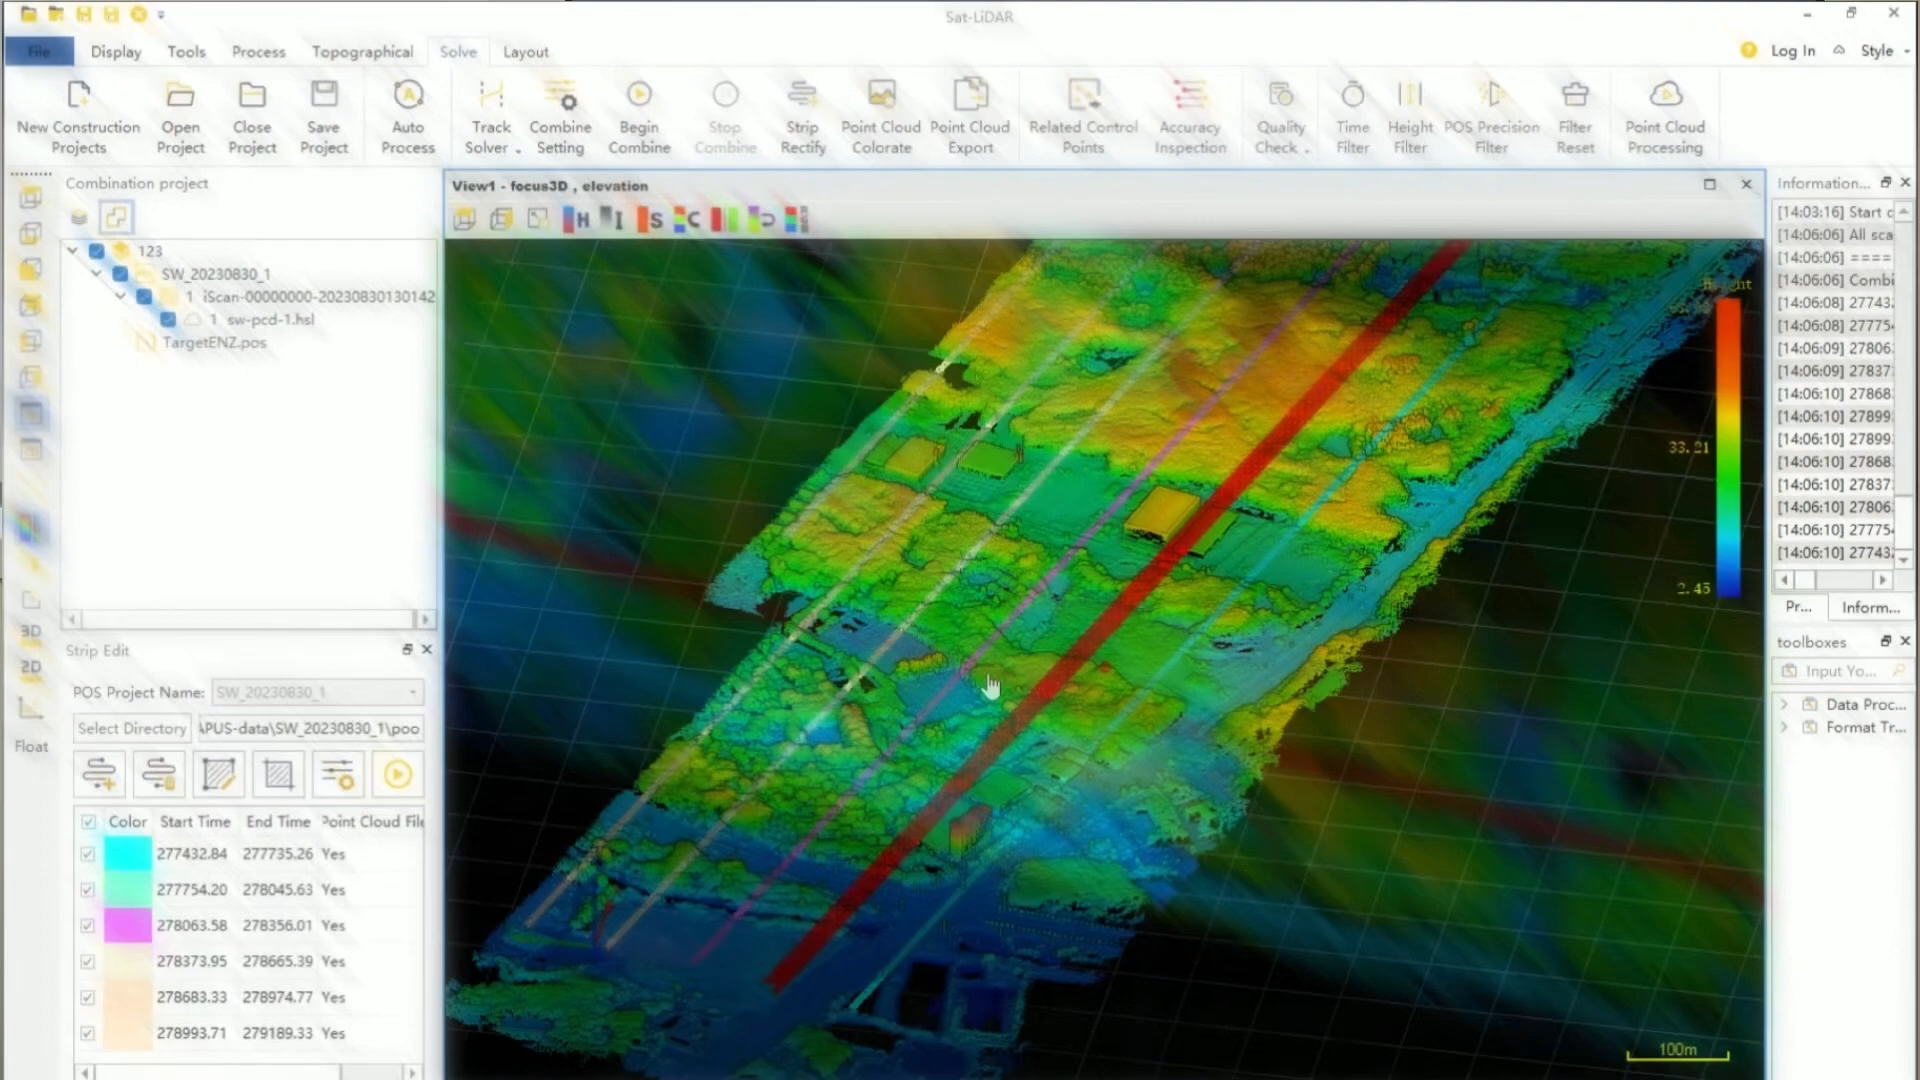 Sat-LiDAR
File Display Tools Process Topographical Solve Layout
Log In Style
New Construction Projects
Open Project
Close Project
Save Project
Auto Process
Track Solver
Combine Setting
Begin Combine
Stop Combine
Strip Rectify
Point Cloud Colorate
Point Cloud Export
Related Control Points
Accuracy Inspection
Quality Check
Time Filter
Height Filter
POS Precision Filter
Filter Reset
Point Cloud Processing
Combination project
123
SW_20230830_1
1 iScan-00000000-20230830130142
1 sw-pcd-1.hsl
TargetENZ.pos
3D
2D
Float
Strip Edit
POS Project Name: SW_20230830_1
Select Directory \PUS-data\SW_20230830_1\poo
Color Start Time End Time Point Cloud File
277432.84 277735.26 Yes
277754.20 278045.63 Yes
278063.58 278356.01 Yes
278373.95 278665.39 Yes
278683.33 278974.77 Yes
278993.71 279189.33 Yes
View1 - focus3D , elevation
H I S C
33.21
2.45
100m
Information...
[14:03:16] Start c
[14:06:06] All sca
[14:06:06] ====
[14:06:06] Combi
[14:06:08] 27743
[14:06:08] 27775
[14:06:09] 27806
[14:06:09] 27837
[14:06:10] 27868
[14:06:10] 27899
[14:06:10] 27899
[14:06:10] 27868
[14:06:10] 27837
[14:06:10] 27806
[14:06:10] 27775
[14:06:10] 27743
Pr... Inform...
toolboxes
Input Yo...
Data Proc...
Format Tr...